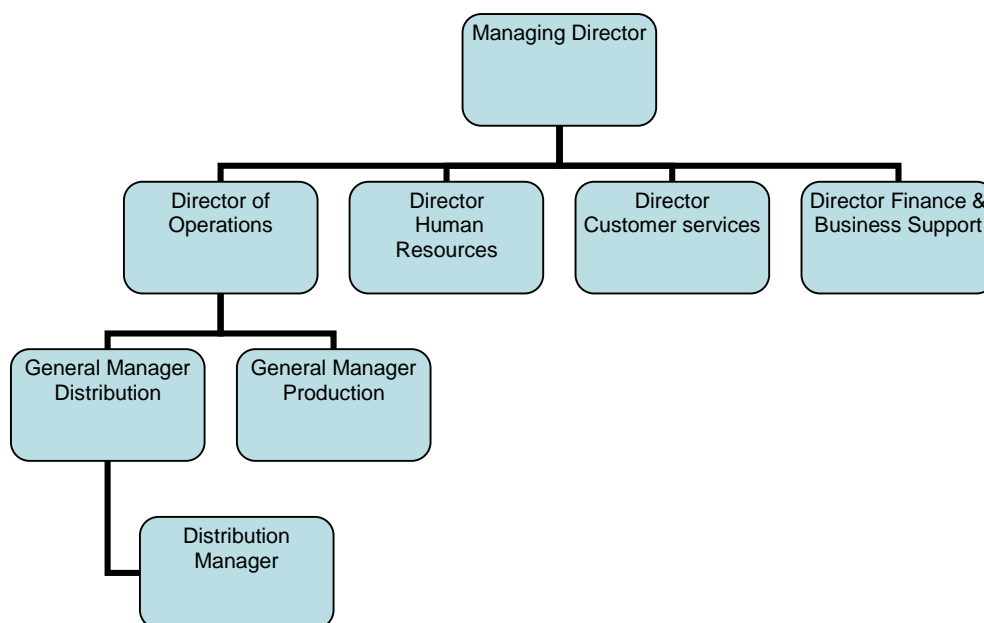 Managing Director
Director of
Operations
Director
Human
Resources
Director
Customer services
Director Finance &
Business Support
General Manager
Distribution
General Manager
Production
Distribution
Manager